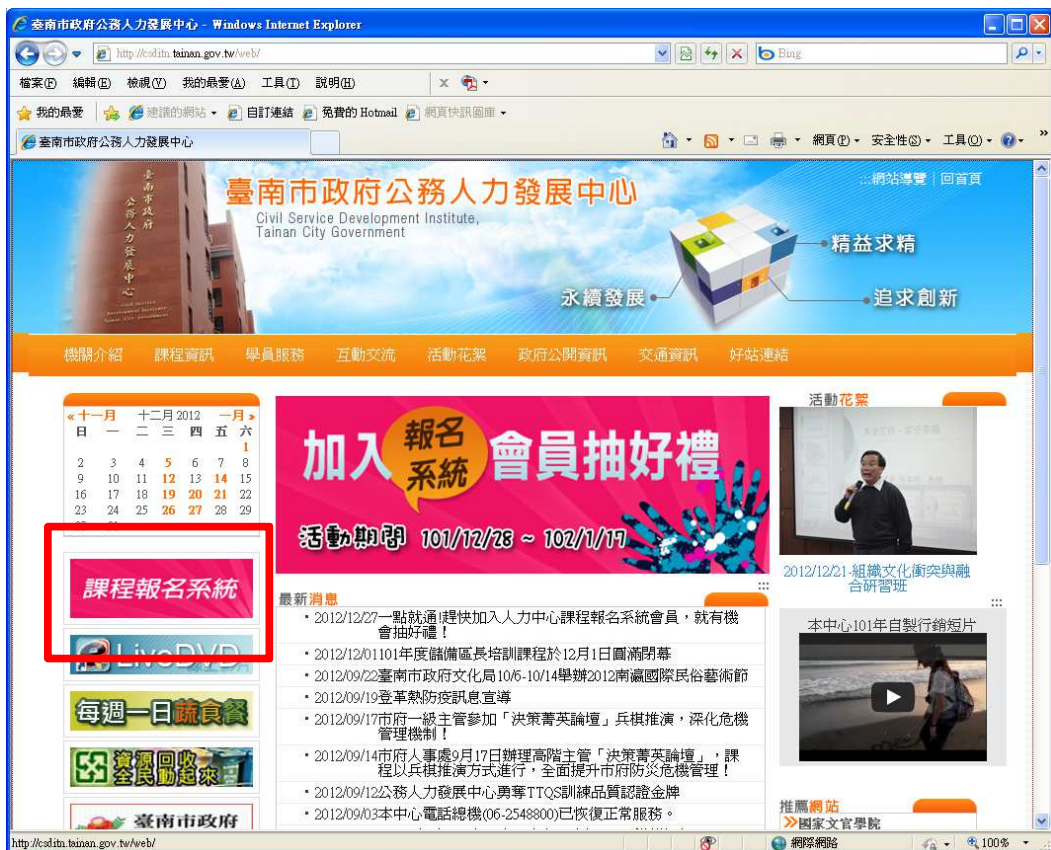 臺南市政府公務人力發展中心 - Windows Internet Explorer
http://csditn.tainan.gov.tw/web/
Bing
檔案(F) 編輯(E) 檢視(V) 我的最愛(A) 工具(T) 說明(H)
我的最愛 建議的網站 自訂連結 免費的 Hotmail 網頁快訊圖庫
臺南市政府公務人力發展中心
網頁(P) 安全性(S) 工具(O)
臺南市政府公務人力發展中心
:::網站導覽 | 回首頁
臺南市政府公務人力發展中心
Civil Service Development Institute,
Tainan City Government
精益求精
永續發展
追求創新
機關介紹 課程資訊 學員服務 互動交流 活動花絮 政府公開資訊 交通資訊 好站連結
«十一月 十二月 2012 一月»
日 一 二 三 四 五 六
1
2 3 4 5 6 7 8
9 10 11 12 13 14 15
16 17 18 19 20 21 22
23 24 25 26 27 28 29
課程報名系統
LiveDVD
每週一日蔬食餐
資源回收
全民動起來
臺南市政府
加入報名系統會員抽好禮
活動期間 101/12/28 ~ 102/1/17
:::
最新消息
2012/12/27一點就通!趕快加入人力中心課程報名系統會員，就有機
會抽好禮！
2012/12/01101年度儲備區長培訓課程於12月1日圓滿閉幕
2012/09/22臺南市政府文化局10/6-10/14舉辦2012南瀛國際民俗藝術節
2012/09/19登革熱防疫訊息宣導
2012/09/17市府一級主管參加「決策菁英論壇」兵棋推演，深化危機
管理機制！
2012/09/14市府人事處9月17日辦理高階主管「決策菁英論壇」，課
程以兵棋推演方式進行，全面提升市府防災危機管理！
2012/09/12公務人力發展中心勇奪TTQS訓練品質認證金牌
2012/09/03本中心電話總機(06-2548800)已恢復正常服務。
活動花絮
2012/12/21-組織文化衝突與融
合研習班
:::
本中心101年自製行銷短片
推薦網站
國家文官學院
http://csditn.tainan.gov.tw/web/
網際網路
100%